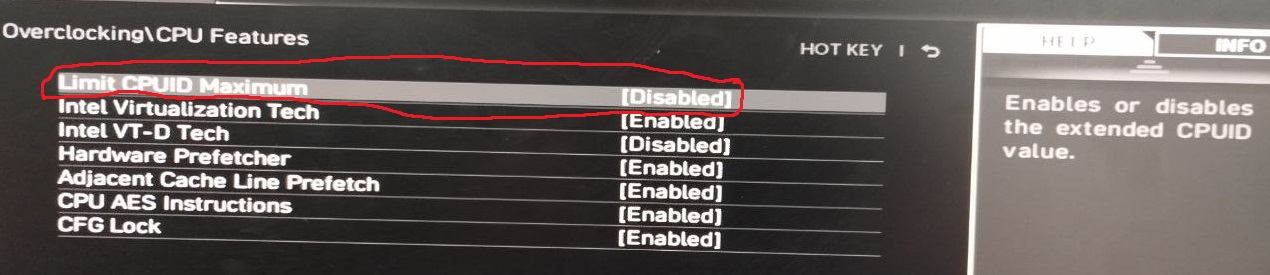 Overclocking\CPU Features
HOT KEY |
HELP
INFO
Limit CPUID Maximum [Disabled]
Intel Virtualization Tech [Enabled]
Intel VT-D Tech [Disabled]
Hardware Prefetcher [Enabled]
Adjacent Cache Line Prefetch [Enabled]
CPU AES Instructions [Enabled]
CFG Lock [Enabled]
Enables or disables
the extended CPUID
value.